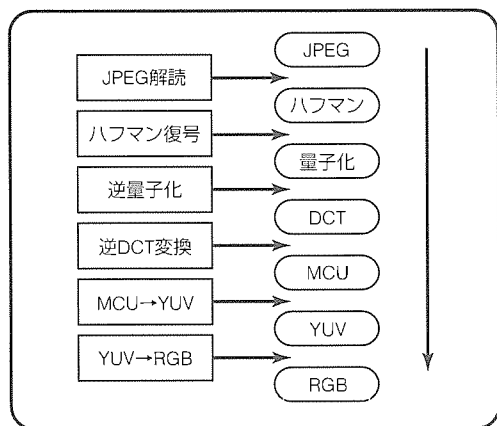 JPEG
JPEG解読
ハフマン
ハフマン復号
量子化
逆量子化
DCT
逆DCT変換
MCU
MCU→YUV
YUV
YUV→RGB
RGB